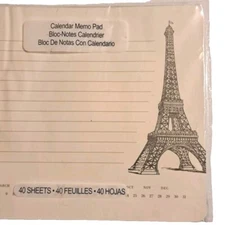 Calendar Memo Pad
Bloc-Notes Calendrier
Bloc De Notas Con Calendario
40 SHEETS • 40 FEUILLES • 40 HOJAS